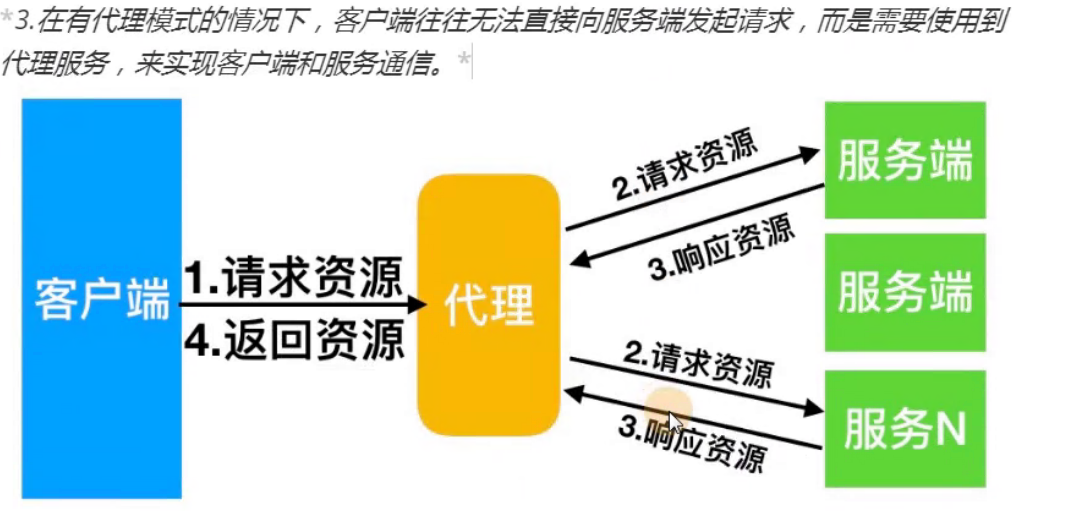 *3.在有代理模式的情况下，客户端往往无法直接向服务端发起请求，而是需要使用到
代理服务，来实现客户端和服务通信。*
客户端
1.请求资源
4.返回资源
代理
2.请求资源
3.响应资源
2.请求资源
3.响应资源
服务端
服务端
服务N